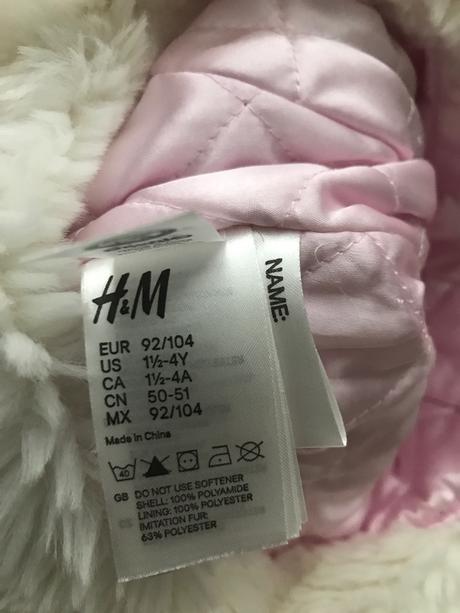 H&M
EUR 92/104
US 1½-4Y
CA 1½-4A
CN 50-51
MX 92/104
Made in China
40
GB DO NOT USE SOFTENER
SHELL: 100% POLYAMIDE
LINING: 100% POLYESTER
IMITATION FUR:
63% POLYESTER
NAME: